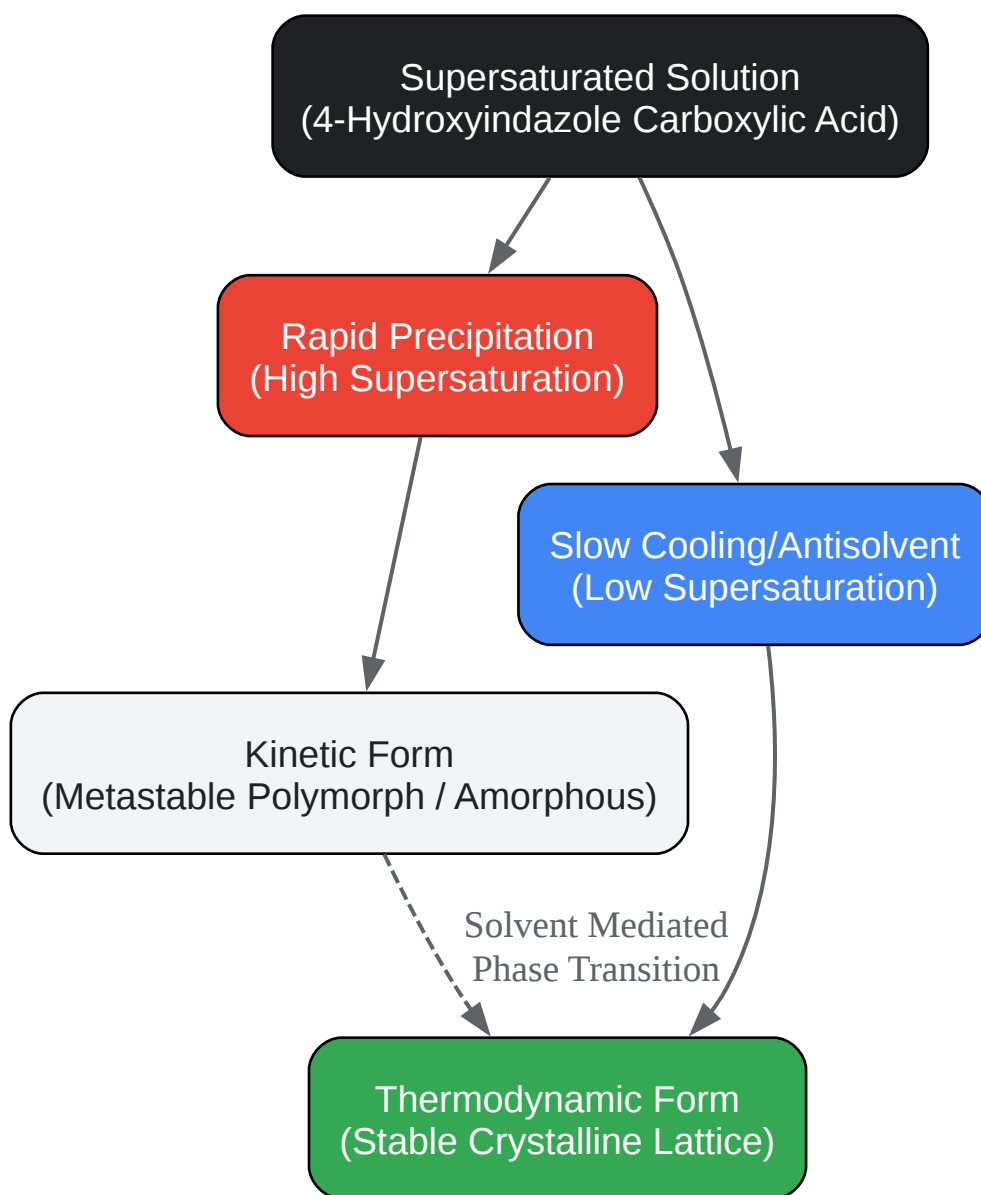 Supersaturated Solution
(4-Hydroxyindazole Carboxylic Acid)
Rapid Precipitation
(High Supersaturation)
Slow Cooling/Antisolvent
(Low Supersaturation)
Kinetic Form
(Metastable Polymorph / Amorphous)
Solvent Mediated
Phase Transition
Thermodynamic Form
(Stable Crystalline Lattice)